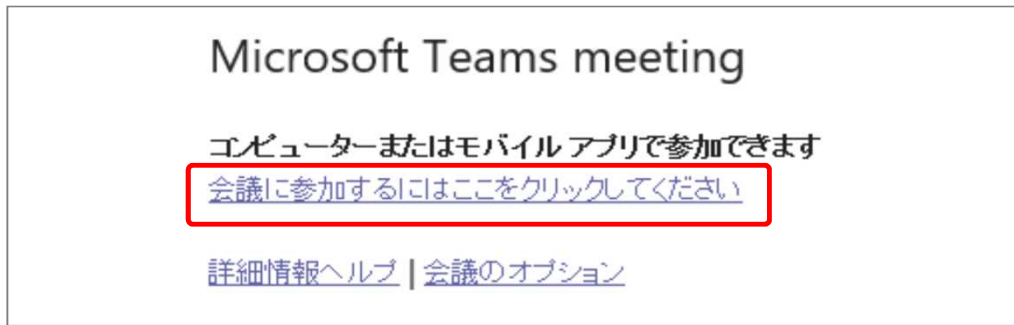 Microsoft Teams meeting
コンピューターまたはモバイル アプリで参加できます
会議に参加するにはここをクリックしてください
詳細情報ヘルプ | 会議のオプション